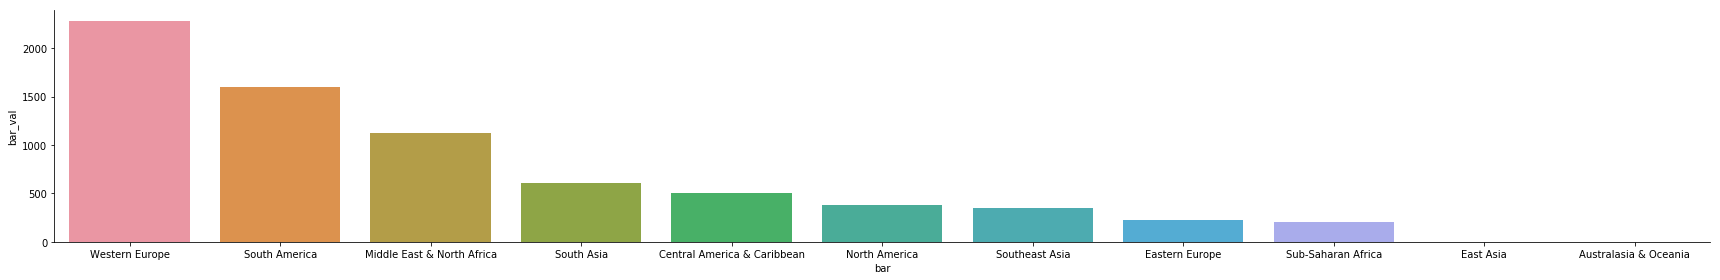 2000
1500
1000
500
0
bar_val
Western Europe
South America
Middle East & North Africa
South Asia
Central America & Caribbean
North America
Southeast Asia
Eastern Europe
Sub-Saharan Africa
East Asia
Australasia & Oceania
bar